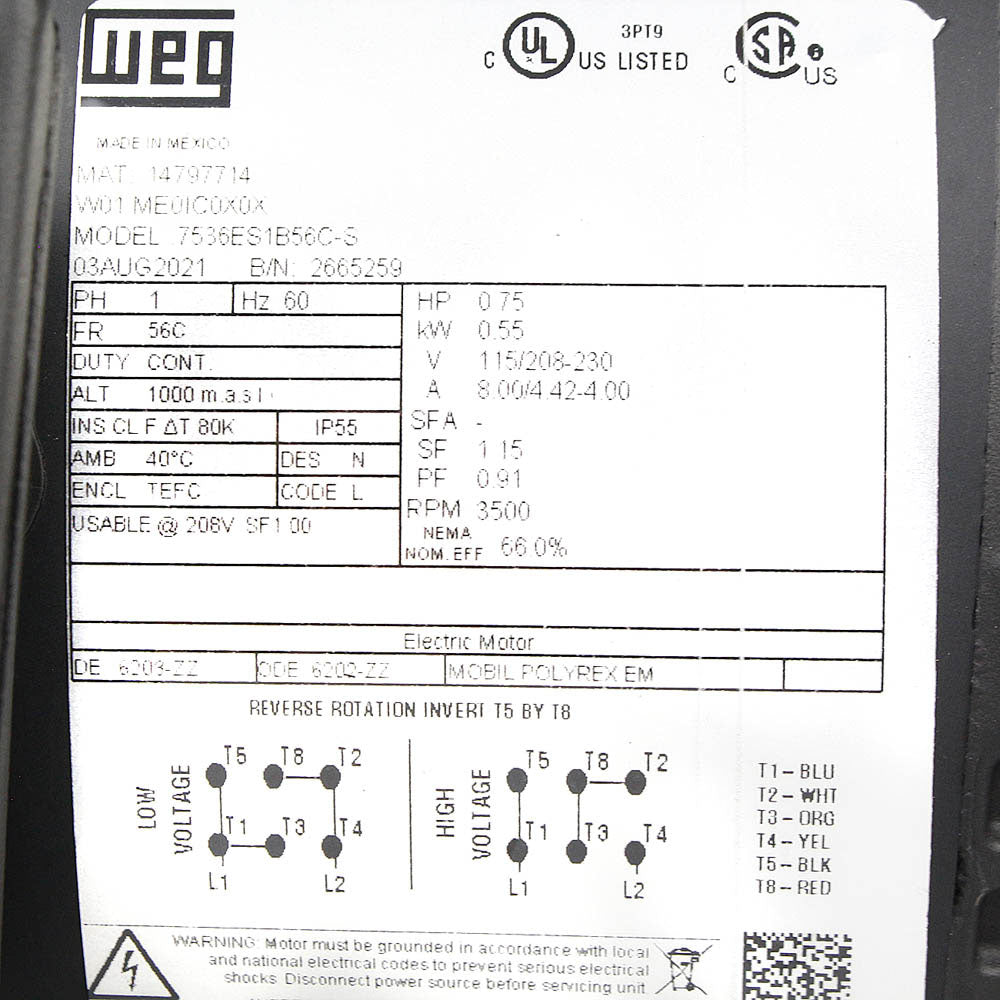 WEG
3PT9
C UL US LISTED
C SA US
MADE IN MEXICO
MAT. 14797714
W01.ME0IC0X0X
MODEL .7536ES1B56C-S
03AUG2021 B/N: 2665259
PH 1 Hz 60
FR 56C
DUTY CONT.
ALT 1000 m.a.s.l.
INS CL F ΔT 80K IP55
AMB 40°C DES N
ENCL TEFC CODE L
USABLE @ 208V SF1.00
HP 0.75
kW 0.55
V 115/208-230
A 8.00/4.42-4.00
SFA -
SF 1.15
PF 0.91
RPM 3500
NEMA
NOM. EFF 66.0%
Electric Motor
DE 6203-ZZ ODE 6202-ZZ MOBIL POLYREX EM
REVERSE ROTATION INVERT T5 BY T8
LOW
VOLTAGE
T5 T8 T2
T1 T3 T4
L1 L2
HIGH
VOLTAGE
T5 T8 T2
T1 T3 T4
L1 L2
T1-BLU
T2-WHT
T3-ORG
T4-YEL
T5-BLK
T8-RED
WARNING: Motor must be grounded in accordance with local
and national electrical codes to prevent serious electrical
shocks. Disconnect power source before servicing unit